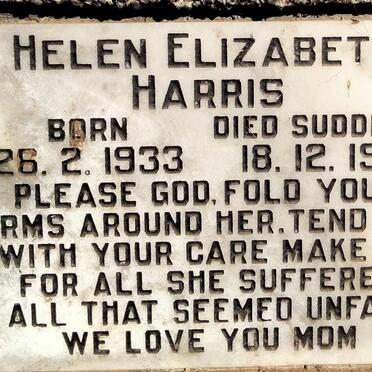 HELEN ELIZABET
HARRIS
BORN DIED SUDD
26. 2. 1933 18. 12. 19
PLEASE GOD, FOLD YOU
RMS AROUND HER. TEND
WITH YOUR CARE MAKE
FOR ALL SHE SUFFERE
ALL THAT SEEMED UNFA
WE LOVE YOU MOM